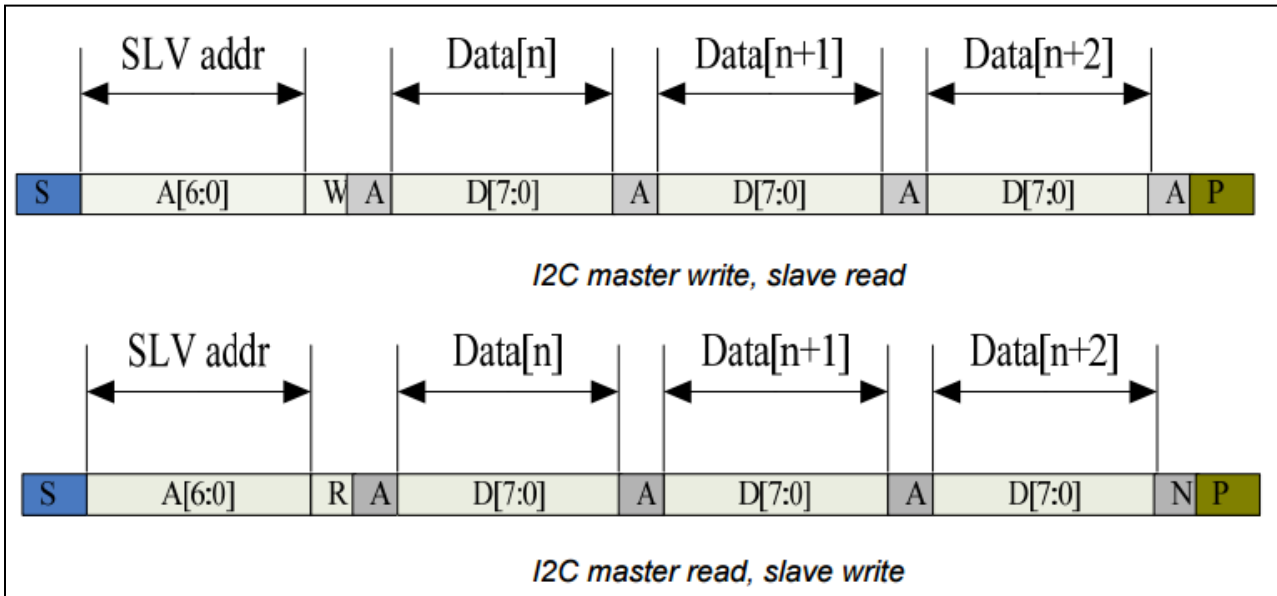 SLV addr Data[n] Data[n+1] Data[n+2]
S A[6:0] W A D[7:0] A D[7:0] A D[7:0] A P
I2C master write, slave read
SLV addr Data[n] Data[n+1] Data[n+2]
S A[6:0] R A D[7:0] A D[7:0] A D[7:0] N P
I2C master read, slave write